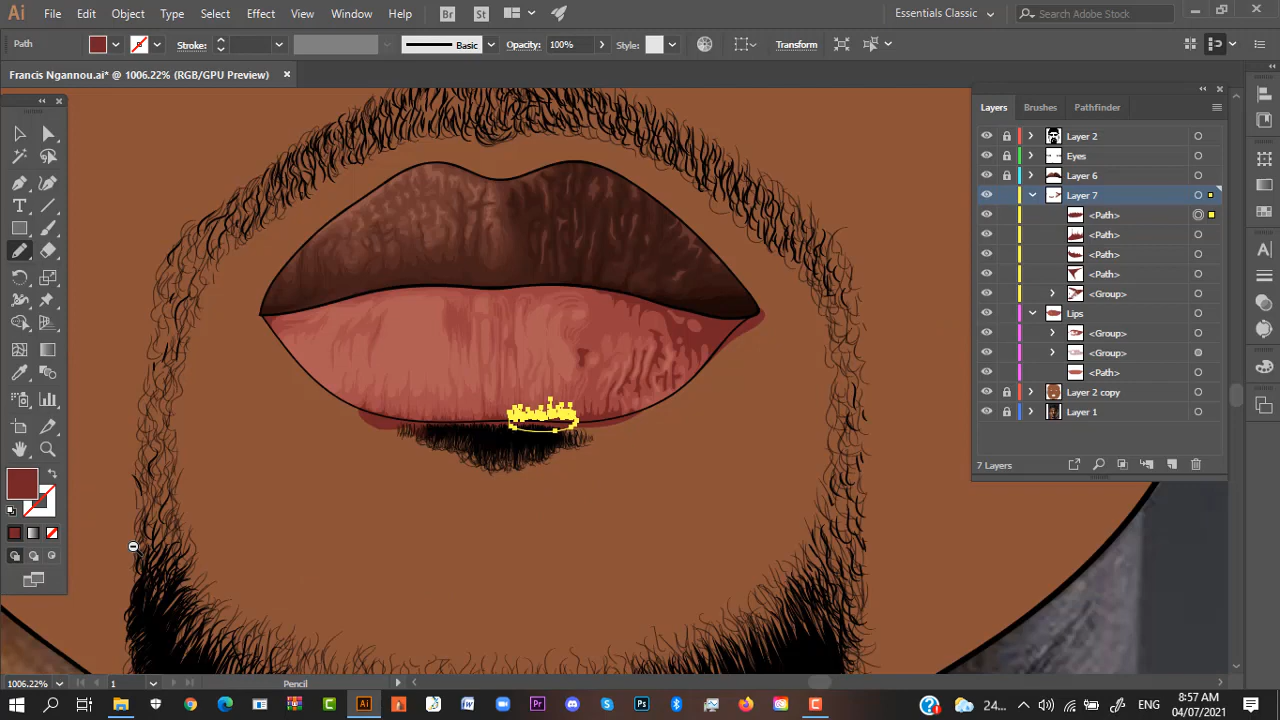 Ai File Edit Object Type Select Effect View Window Help Br St Essentials Classic Search Adobe Stock
Path Stroke: Basic Opacity: 100% Style: Transform
Francis Ngannou.ai* @ 1006.22% (RGB/GPU Preview)
Layers Brushes Pathfinder
Layer 2
Eyes
Layer 6
Layer 7
<Path>
<Path>
<Path>
<Path>
<Group>
Lips
<Group>
<Group>
<Path>
Layer 2 copy
Layer 1
7 Layers
1006.22% 1 Pencil
24... ENG 8:57 AM
04/07/2021